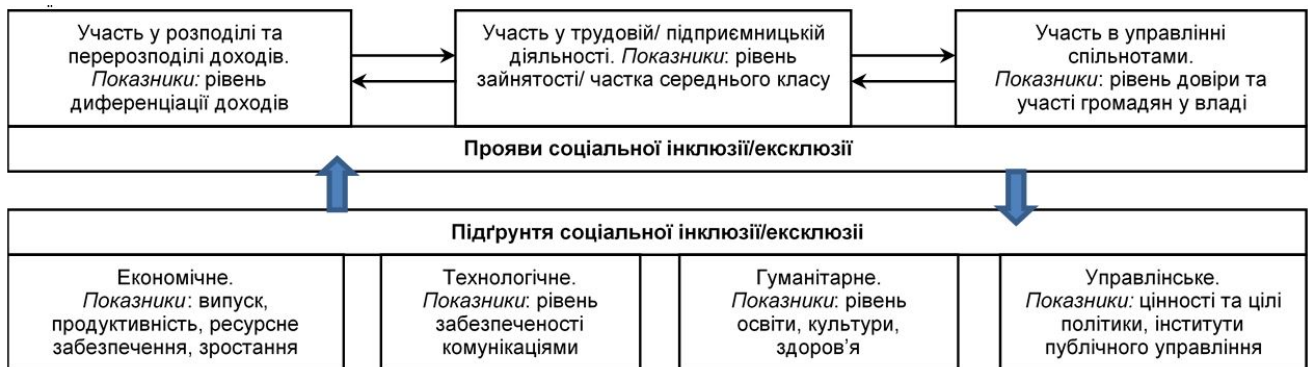 Участь у розподілі та
перерозподілі доходів.
Показники: рівень
диференціації доходів
Участь у трудовій/ підприємницькій
діяльності. Показники: рівень
зайнятості/ частка середнього класу
Участь в управлінні
спільнотами.
Показники: рівень довіри та
участі громадян у владі
Прояви соціальної інклюзії/ексклюзії
Підґрунтя соціальної інклюзії/ексклюзіі
Економічне.
Показники: випуск,
продуктивність, ресурсне
забезпечення, зростання
Технологічне.
Показники: рівень
забезпеченості
комунікаціями
Гуманітарне.
Показники: рівень
освіти, культури,
здоров’я
Управлінське.
Показники: цінності та цілі
політики, інститути
публічного управління